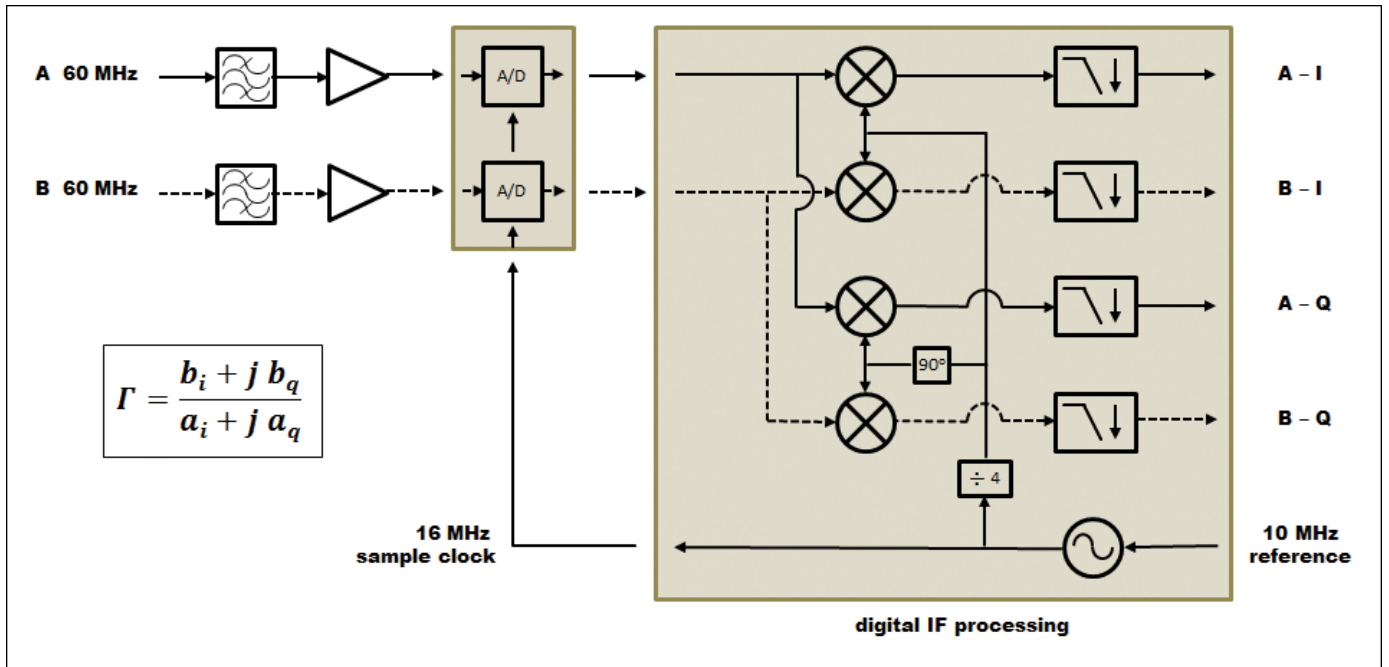 A 60 MHz
A/D
A – I
B 60 MHz
A/D
B – I
A – Q
90°
B – Q
Γ = (b_i + j b_q) / (a_i + j a_q)
÷ 4
16 MHz
sample clock
10 MHz
reference
digital IF processing